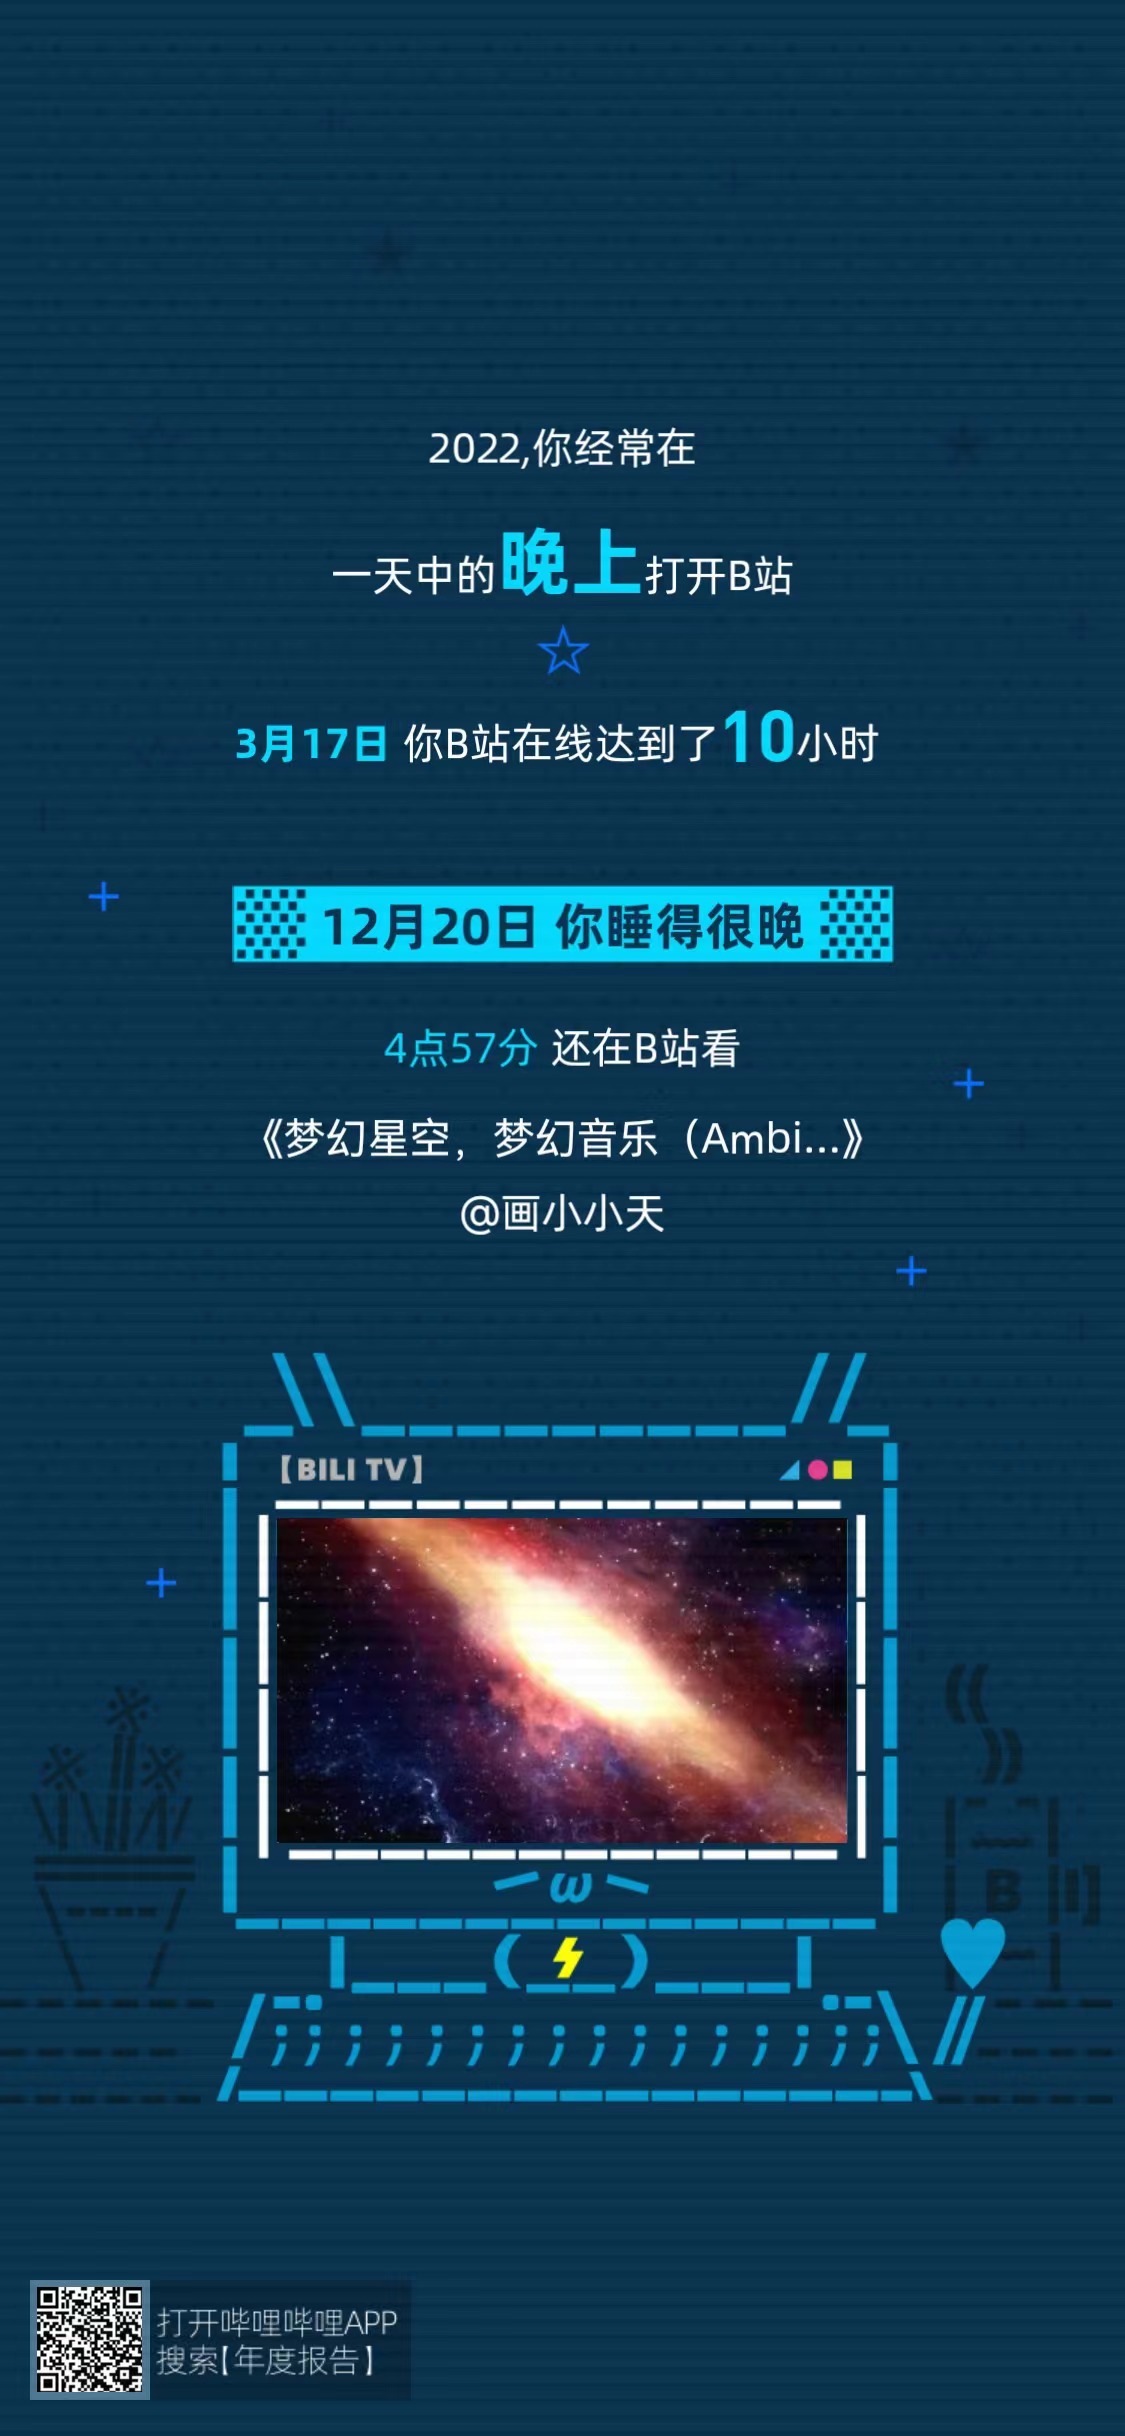 2022,你经常在
一天中的晚上打开B站
3月17日 你B站在线达到了10小时
12月20日 你睡得很晚
4点57分 还在B站看
《梦幻星空，梦幻音乐（Ambi...》
@画小小天
【BILI TV】
B
打开哔哩哔哩APP
搜索【年度报告】